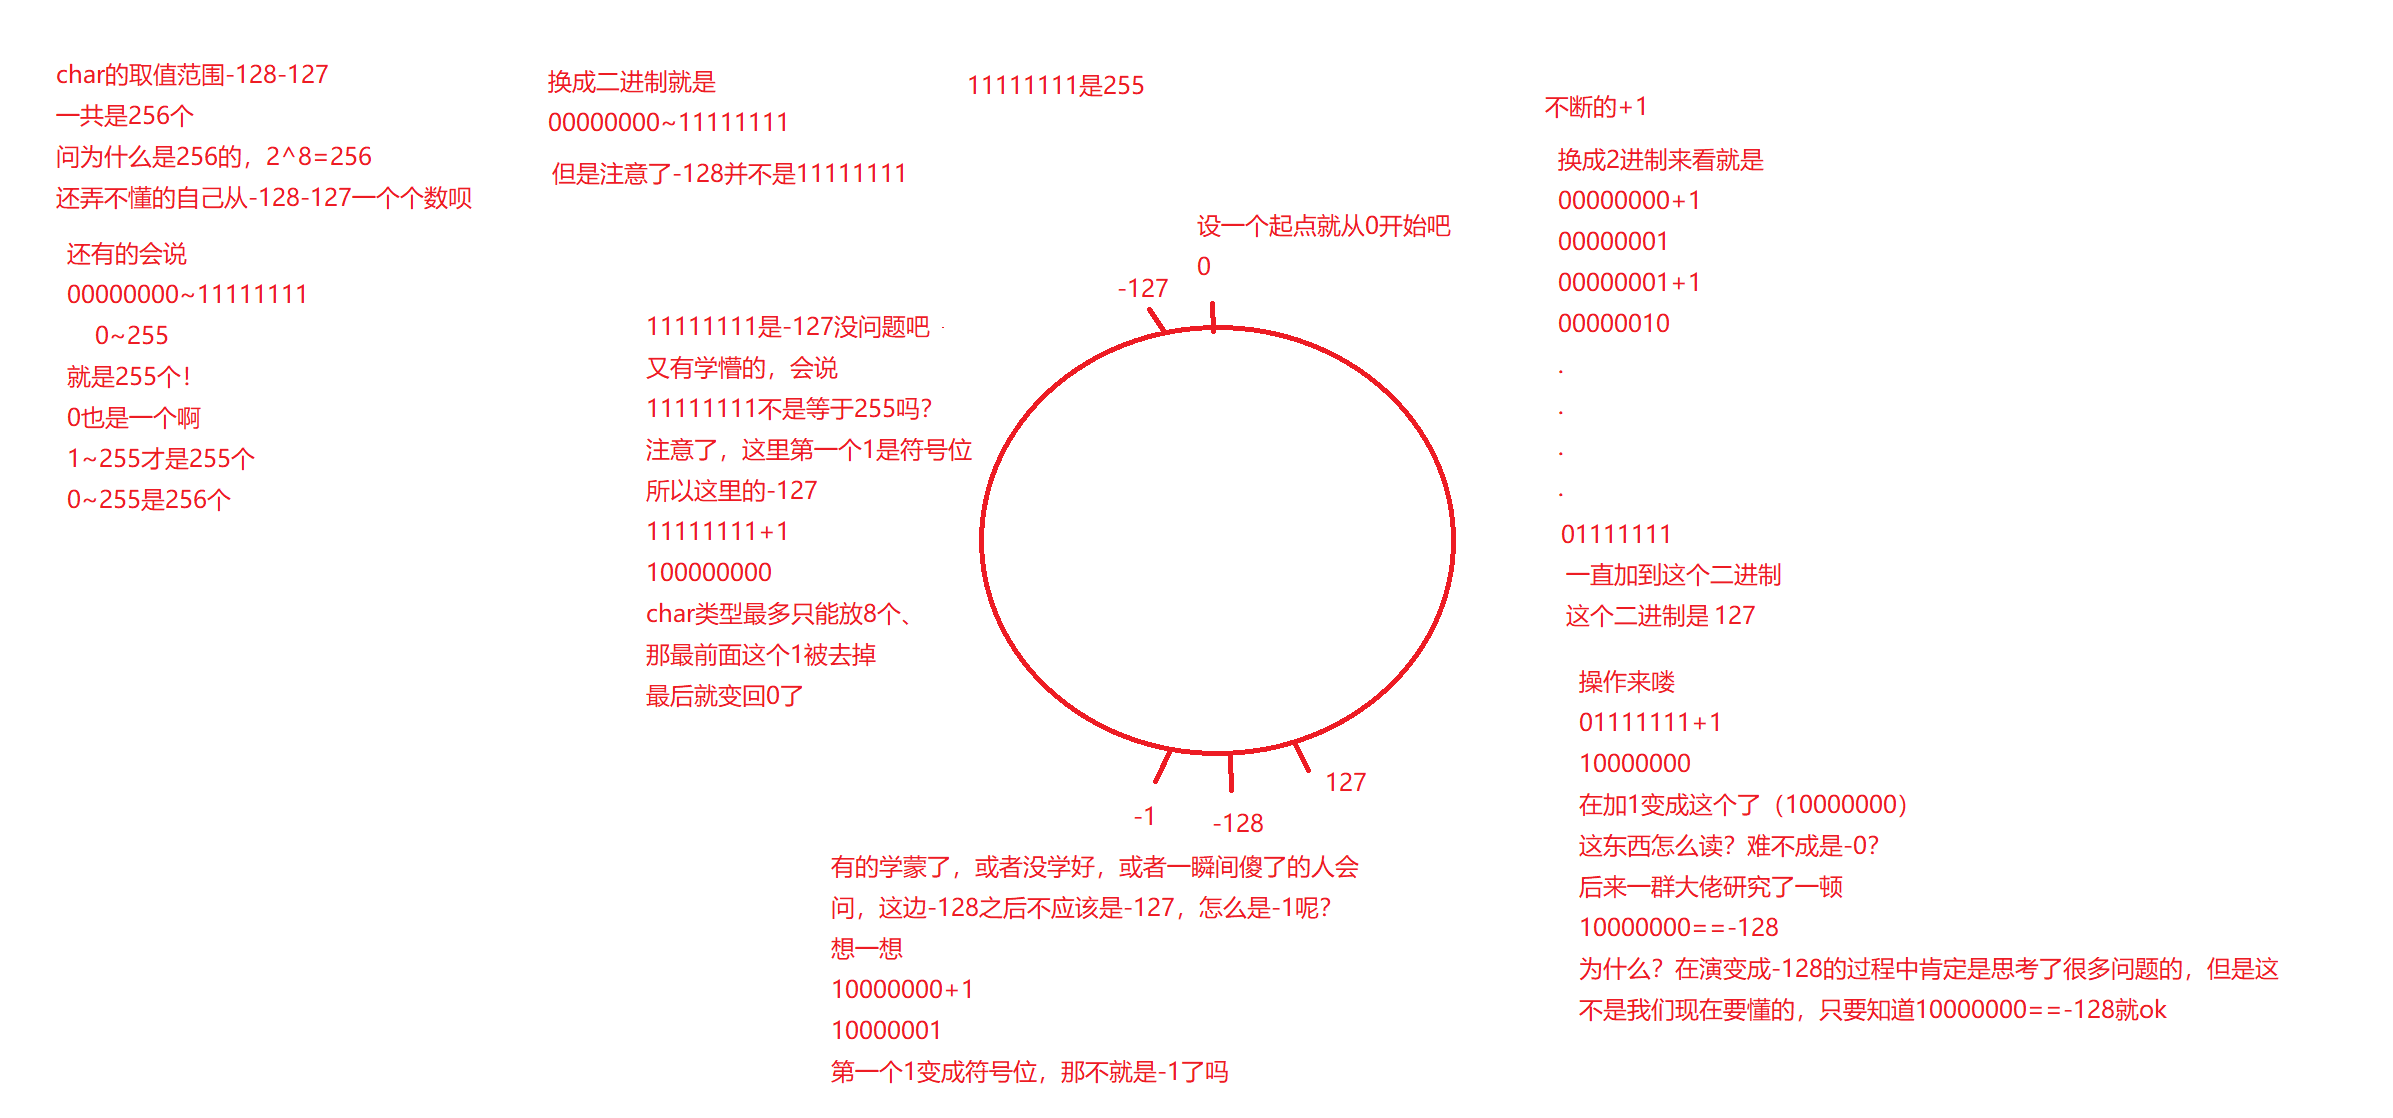 char的取值范围-128-127
一共是256个
问为什么是256的，2^8=256
还弄不懂的自己从-128-127一个个数呗
还有的会说
00000000~11111111
0~255
就是255个！
0也是一个啊
1~255才是255个
0~255是256个
换成二进制就是
00000000~11111111
但是注意了-128并不是11111111
11111111是255
11111111是-127没问题吧
又有学懵的，会说
11111111不是等于255吗？
注意了，这里第一个1是符号位
所以这里的-127
11111111+1
100000000
char类型最多只能放8个、
那最前面这个1被去掉
最后就变回0了
设一个起点就从0开始吧
0
-127
-1
-128
127
有的学蒙了，或者没学好，或者一瞬间傻了的人会
问，这边-128之后不应该是-127，怎么是-1呢？
想一想
10000000+1
10000001
第一个1变成符号位，那不就是-1了吗
不断的+1
换成2进制来看就是
00000000+1
00000001
00000001+1
00000010
.
.
.
.
01111111
一直加到这个二进制
这个二进制是 127
操作来喽
01111111+1
10000000
在加1变成这个了（10000000）
这东西怎么读？难不成是-0？
后来一群大佬研究了一顿
10000000==-128
为什么？在演变成-128的过程中肯定是思考了很多问题的，但是这
不是我们现在要懂的，只要知道10000000==-128就ok